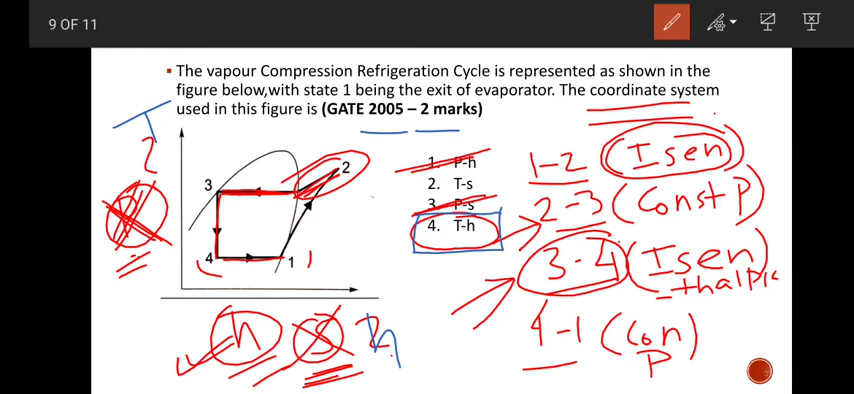 9 OF 11
▪ The vapour Compression Refrigeration Cycle is represented as shown in the
figure below,with state 1 being the exit of evaporator. The coordinate system
used in this figure is (GATE 2005 – 2 marks)
T
2
1. P-h
2. T-s
3. P-s
4. T-h
3
2
4
1
1-2 (Isen)
2-3 (Const P)
3-4 (Isen
-thalpic
4-1 (Con
P
h
s
h